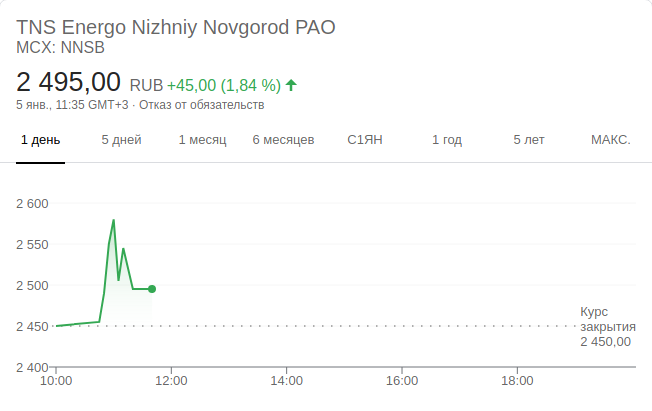 TNS Energo Nizhniy Novgorod PAO
MCX: NNSB
2 495,00 RUB +45,00 (1,84 %)
5 янв., 11:35 GMT+3 · Отказ от обязательств
1 день 5 дней 1 месяц 6 месяцев С1ЯН 1 год 5 лет МАКС.
2 600
2 550
2 500
2 450
2 400
Курс
закрытия
2 450,00
10:00 12:00 14:00 16:00 18:00